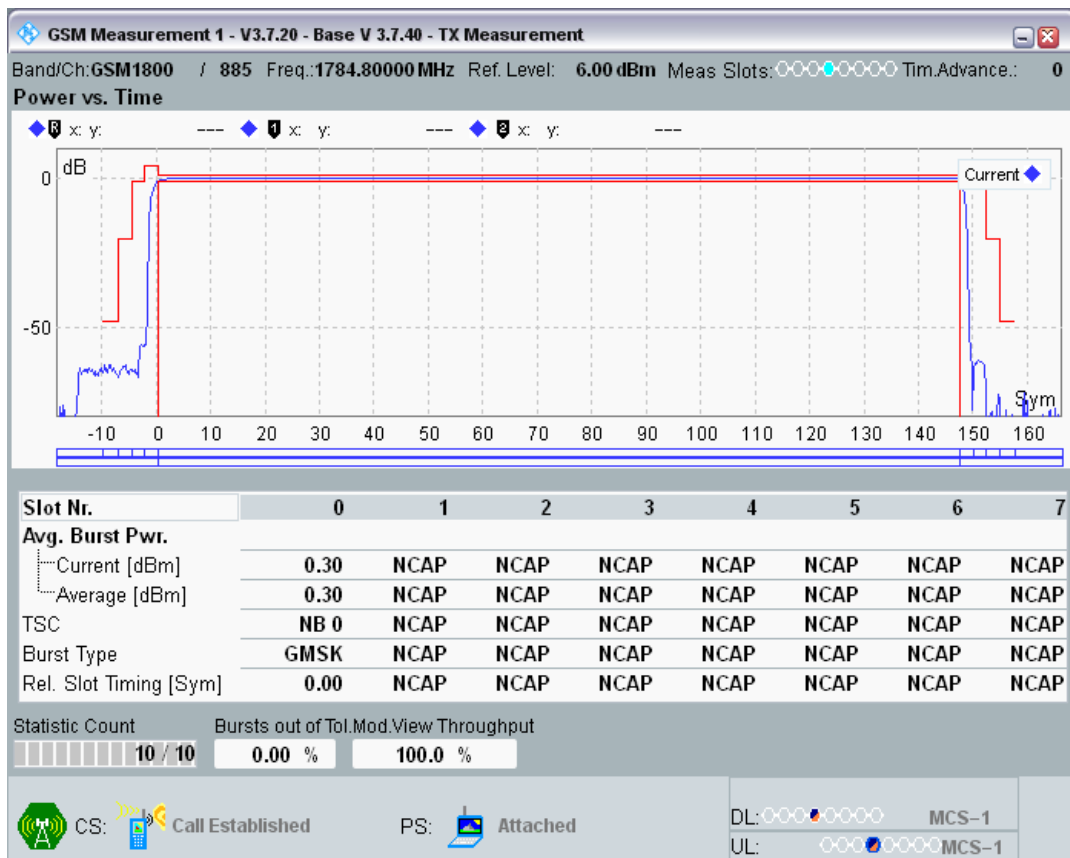 GSM Measurement 1 - V3.7.20 - Base V 3.7.40 - TX Measurement
Band/Ch:GSM1800 / 885 Freq.:1784.80000 MHz Ref. Level: 6.00 dBm Meas Slots: Tim.Advance.: 0
Power vs. Time
R x: y: --- 1 x: y: --- 2 x: y: ---
dB
0
Current
-50
Sym
-10 0 10 20 30 40 50 60 70 80 90 100 110 120 130 140 150 160
Slot Nr. 0 1 2 3 4 5 6 7
Avg. Burst Pwr.
Current [dBm] 0.30 NCAP NCAP NCAP NCAP NCAP NCAP NCAP
Average [dBm] 0.30 NCAP NCAP NCAP NCAP NCAP NCAP NCAP
TSC NB 0 NCAP NCAP NCAP NCAP NCAP NCAP NCAP
Burst Type GMSK NCAP NCAP NCAP NCAP NCAP NCAP NCAP
Rel. Slot Timing [Sym] 0.00 NCAP NCAP NCAP NCAP NCAP NCAP NCAP
Statistic Count Bursts out of Tol.Mod.View Throughput
10 / 10 0.00 % 100.0 %
CS: Call Established PS: Attached
DL: MCS-1
UL: MCS-1